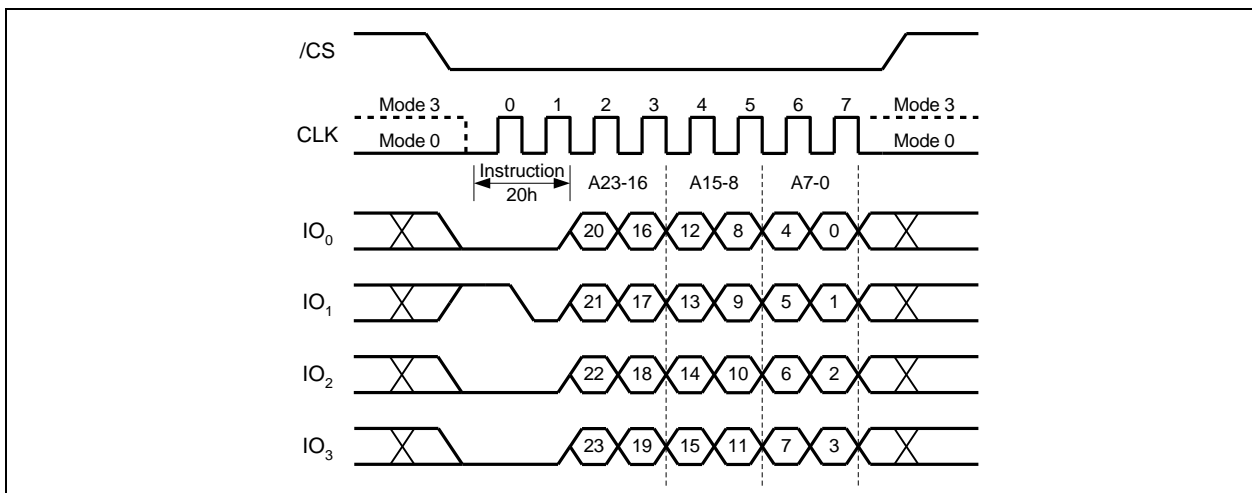 /CS
Mode 3 0 1 2 3 4 5 6 7 Mode 3
CLK
Mode 0 Mode 0
Instruction A23-16 A15-8 A7-0
20h
IO0 20 16 12 8 4 0
IO1 21 17 13 9 5 1
IO2 22 18 14 10 6 2
IO3 23 19 15 11 7 3